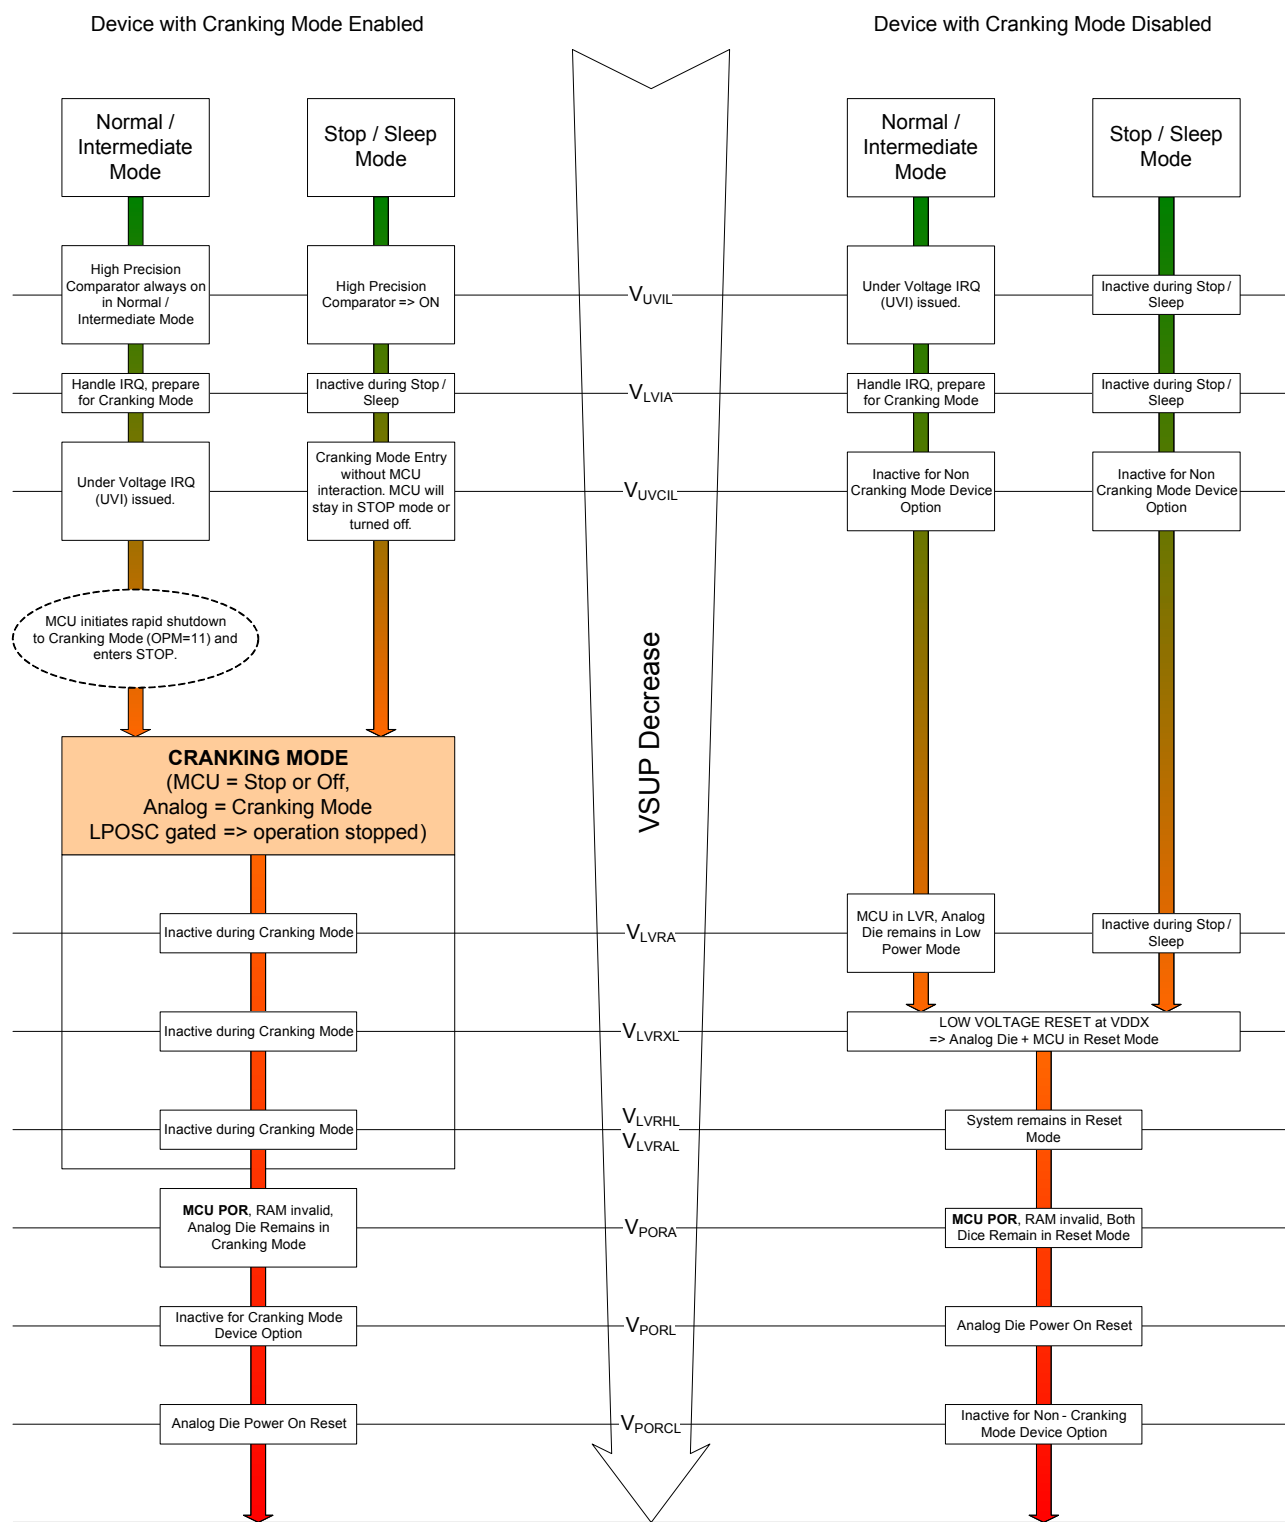 Device with Cranking Mode Enabled
Device with Cranking Mode Disabled
Normal /
Intermediate
Mode
Stop / Sleep
Mode
Normal /
Intermediate
Mode
Stop / Sleep
Mode
High Precision
Comparator always on
in Normal /
Intermediate Mode
High Precision
Comparator => ON
VUVIL
Under Voltage IRQ
(UVI) issued.
Inactive during Stop /
Sleep
Handle IRQ, prepare
for Cranking Mode
Inactive during Stop /
Sleep
VLVIA
Handle IRQ, prepare
for Cranking Mode
Inactive during Stop /
Sleep
Under Voltage IRQ
(UVI) issued.
Cranking Mode Entry
without MCU
interaction. MCU will
stay in STOP mode or
turned off.
VUVCIL
Inactive for Non
Cranking Mode Device
Option
Inactive for Non
Cranking Mode Device
Option
MCU initiates rapid shutdown
to Cranking Mode (OPM=11) and
enters STOP.
VSUP Decrease
CRANKING MODE
(MCU = Stop or Off,
Analog = Cranking Mode
LPOSC gated => operation stopped)
Inactive during Cranking Mode
VLVRA
MCU in LVR, Analog
Die remains in Low
Power Mode
Inactive during Stop /
Sleep
Inactive during Cranking Mode
VLVRXL
LOW VOLTAGE RESET at VDDX
=> Analog Die + MCU in Reset Mode
Inactive during Cranking Mode
VLVRHL
VLVRAL
System remains in Reset
Mode
MCU POR, RAM invalid,
Analog Die Remains in
Cranking Mode
VPORA
MCU POR, RAM invalid, Both
Dice Remain in Reset Mode
Inactive for Cranking Mode
Device Option
VPORL
Analog Die Power On Reset
Analog Die Power On Reset
VPORCL
Inactive for Non - Cranking
Mode Device Option